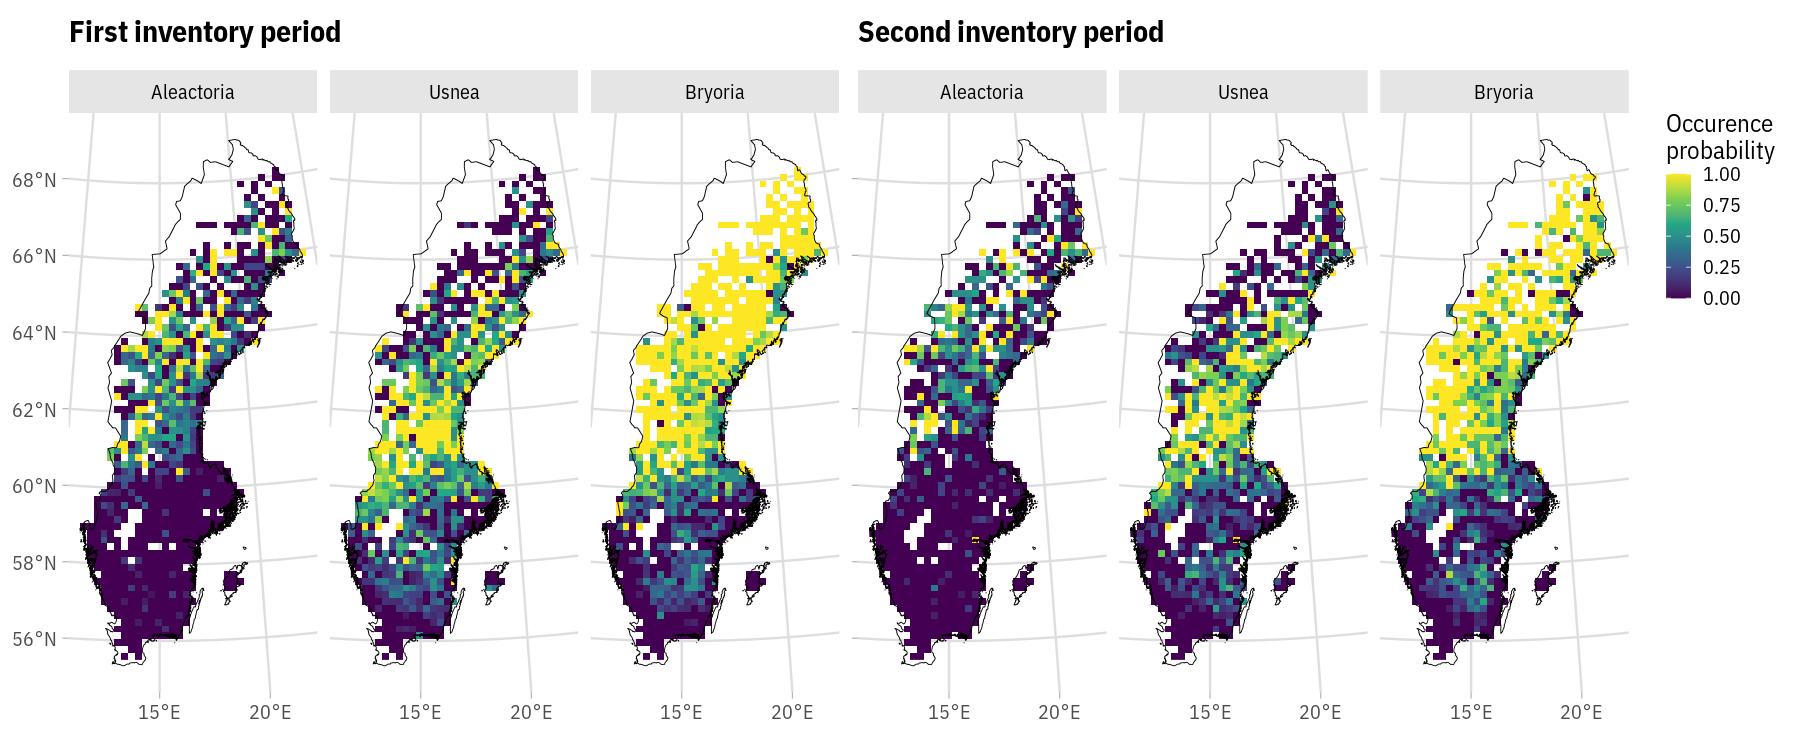 First inventory period
Second inventory period
Aleactoria
Usnea
Bryoria
Aleactoria
Usnea
Bryoria
Occurence
probability
1.00
0.75
0.50
0.25
0.00
68°N
66°N
64°N
62°N
60°N
58°N
56°N
15°E
20°E
15°E
20°E
15°E
20°E
15°E
20°E
15°E
20°E
15°E
20°E